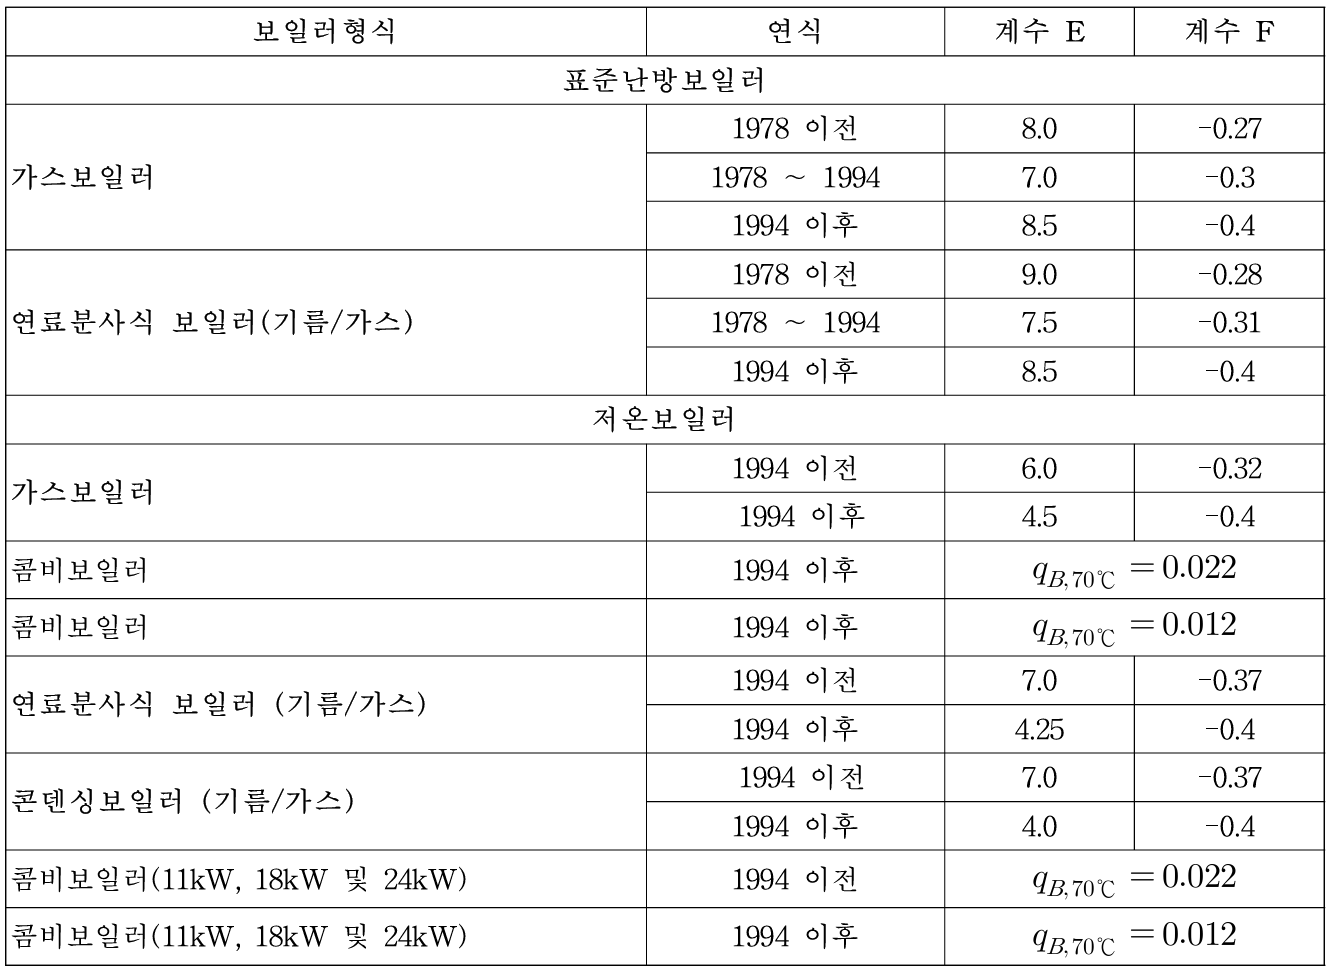 보일러형식 연식 계수 E 계수 F
표준난방보일러
가스보일러 1978 이전 8.0 -0.27
1978 ~ 1994 7.0 -0.3
1994 이후 8.5 -0.4
연료분사식 보일러(기름/가스) 1978 이전 9.0 -0.28
1978 ~ 1994 7.5 -0.31
1994 이후 8.5 -0.4
저온보일러
가스보일러 1994 이전 6.0 -0.32
1994 이후 4.5 -0.4
콤비보일러 1994 이후 q_{B,70℃} = 0.022
콤비보일러 1994 이후 q_{B,70℃} = 0.012
연료분사식 보일러 (기름/가스) 1994 이전 7.0 -0.37
1994 이후 4.25 -0.4
콘덴싱보일러 (기름/가스) 1994 이전 7.0 -0.37
1994 이후 4.0 -0.4
콤비보일러(11kW, 18kW 및 24kW) 1994 이전 q_{B,70℃} = 0.022
콤비보일러(11kW, 18kW 및 24kW) 1994 이후 q_{B,70℃} = 0.012